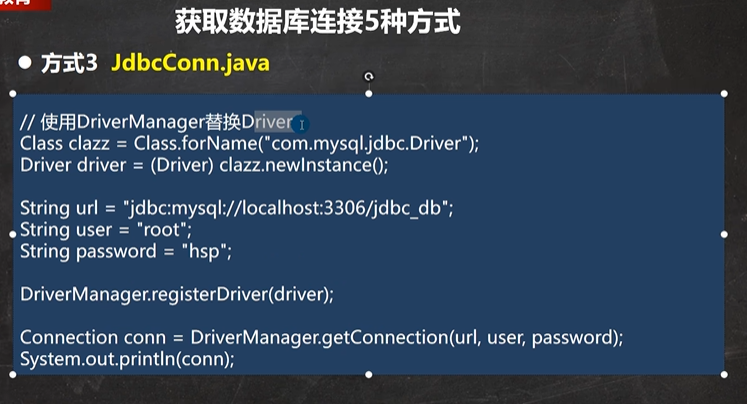 教育
获取数据库连接5种方式
● 方式3 JdbcConn.java
// 使用DriverManager替换Driver
Class clazz = Class.forName("com.mysql.jdbc.Driver");
Driver driver = (Driver) clazz.newInstance();
String url = "jdbc:mysql://localhost:3306/jdbc_db";
String user = "root";
String password = "hsp";
DriverManager.registerDriver(driver);
Connection conn = DriverManager.getConnection(url, user, password);
System.out.println(conn);